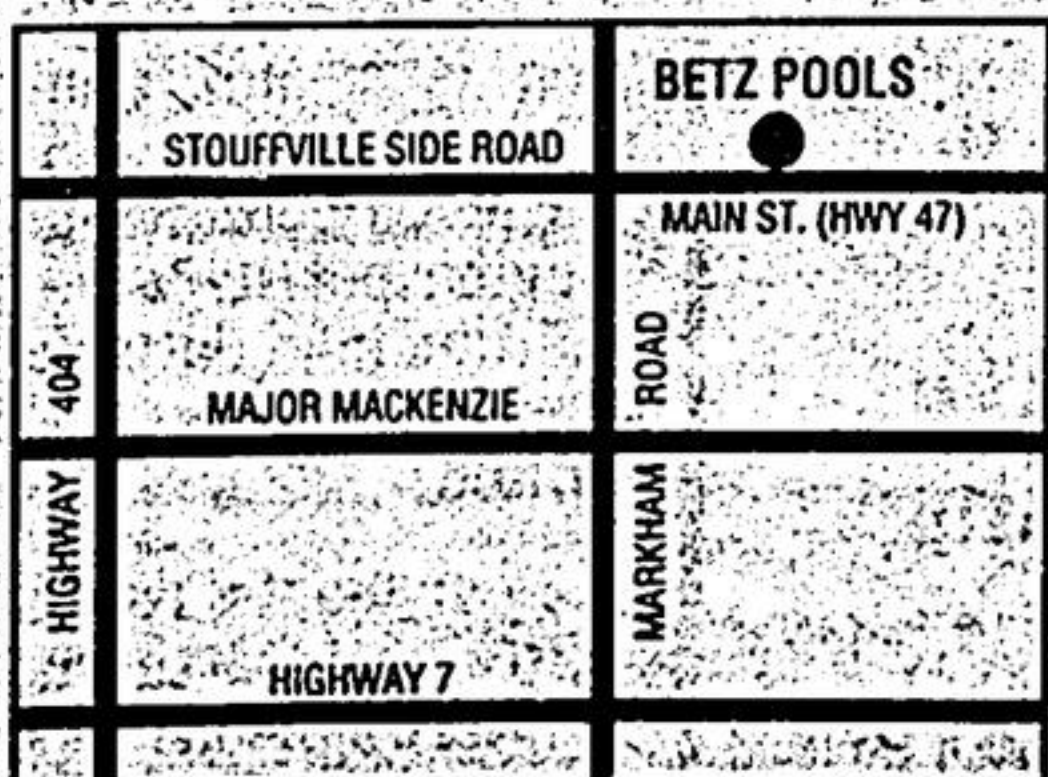 BETZ POOLS
STOUFFVILLE SIDE ROAD
MAIN ST. (HWY 47)
HIGHWAY 404
MAJOR MACKENZIE
MARKHAM ROAD
HIGHWAY 7